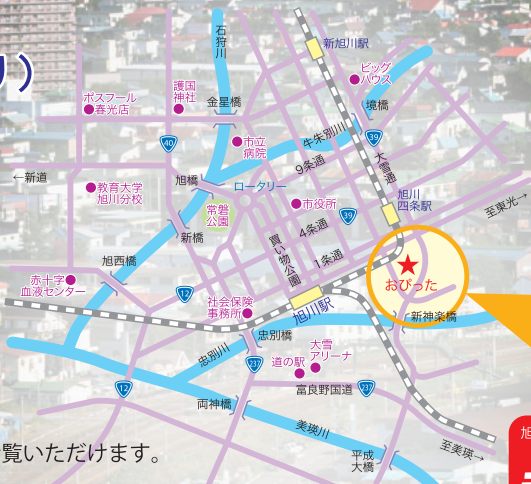 り）
石狩川
新旭川駅
ビッグ
ハウス
ポスフール
春光店
護国
神社
金星橋
境橋
40
市立
病院
牛朱別川
39
大雪通
9条通
←新道
教育大学
旭川分校
旭橋
ロータリー
常磐
公園
市役所
39
旭川
四条駅
至東光→
新橋
4条通
買い物公園
1条通
旭西橋
赤十字
血液センター
12
おぴった
社会保険
事務所
旭川駅
新神楽橋
忠別橋
忠別川
237
道の駅
大雪
アリーナ
12
富良野国道
237
両神橋
美瑛川
平成
大橋
至美瑛→
覧いただけます。
旭